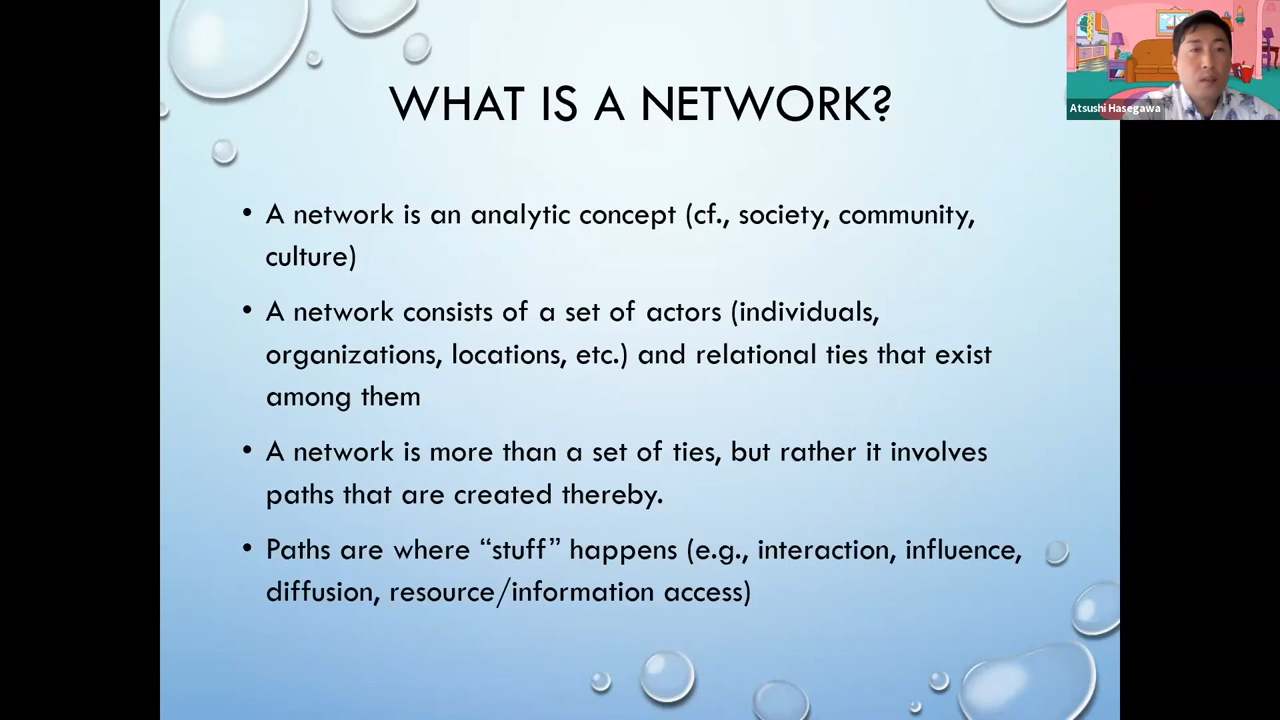 WHAT IS A NETWORK?
Atsushi Hasegawa
• A network is an analytic concept (cf., society, community,
culture)
• A network consists of a set of actors (individuals,
organizations, locations, etc.) and relational ties that exist
among them
• A network is more than a set of ties, but rather it involves
paths that are created thereby.
• Paths are where “stuff” happens (e.g., interaction, influence,
diffusion, resource/information access)